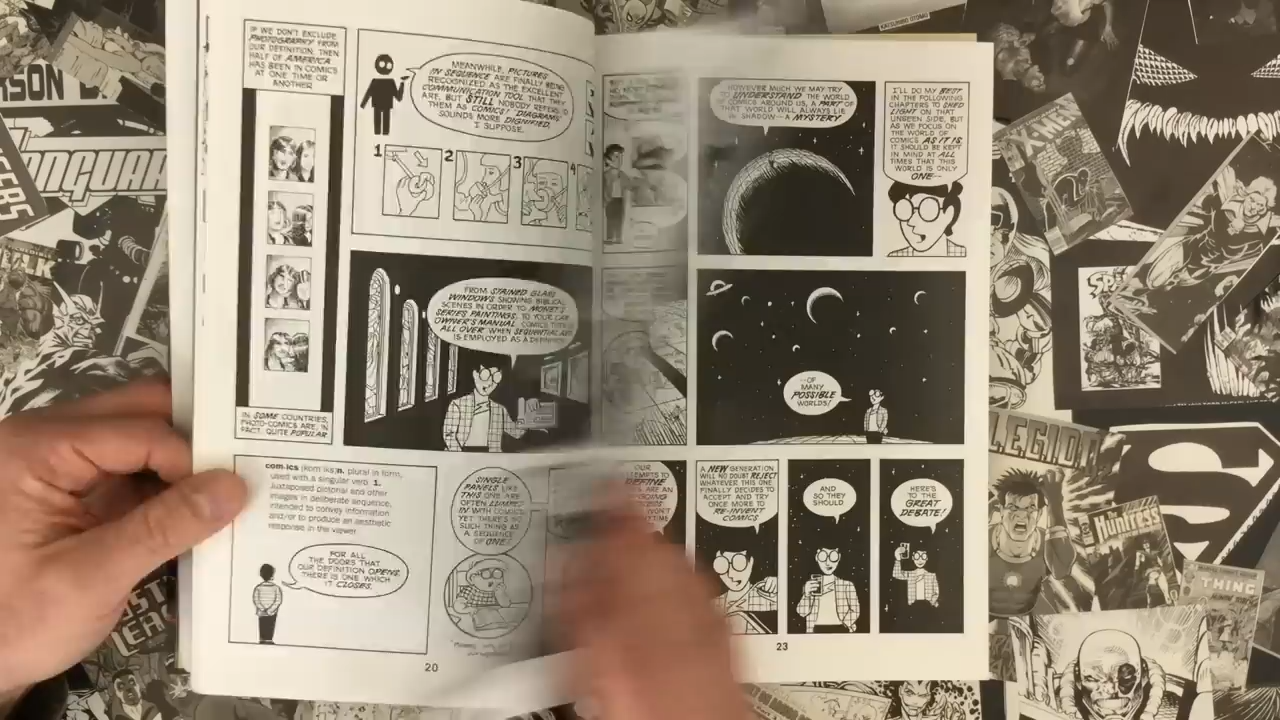 IF WE DON'T EXCLUDE
PHOTOGRAPHY FROM
OUR DEFINITION, THEN
HALF OF AMERICA
HAS BEEN IN COMICS
AT ONE TIME OR
ANOTHER.
IN SOME COUNTRIES,
PHOTO-COMICS ARE, IN
FACT, QUITE POPULAR
MEANWHILE, PICTURES
IN SEQUENCE ARE FINALLY BEING
RECOGNIZED AS THE EXCELLENT
COMMUNICATION TOOL THAT THEY
ARE, BUT STILL NOBODY REFERS TO
THEM AS COMICS! "DIAGRAMS"
SOUNDS MORE DIGNIFIED,
I SUPPOSE.
1 2 3 4
FROM STAINED GLASS
WINDOWS SHOWING BIBLICAL
SCENES IN ORDER TO MONET'S
SERIES PAINTINGS, TO YOUR CAR
OWNER'S MANUAL, COMICS TURN UP
ALL OVER WHEN SEQUENTIAL ART
IS EMPLOYED AS A DEFINITION.
com·ics (kom'iks) n. plural in form,
used with a singular verb. 1.
Juxtaposed pictorial and other
images in deliberate sequence,
intended to convey information
and/or to produce an aesthetic
response in the viewer.
FOR ALL
THE DOORS THAT
OUR DEFINITION OPENS,
THERE IS ONE WHICH
IT CLOSES.
SINGLE
PANELS LIKE
THIS ONE ARE
OFTEN LUMPED
IN WITH COMICS,
YET THERE'S NO
SUCH THING AS
A SEQUENCE
OF ONE!
20
HOWEVER MUCH WE MAY TRY
TO UNDERSTAND THE WORLD
OF COMICS AROUND US, A PART OF
THAT WORLD WILL ALWAYS LIE
IN SHADOW--A MYSTERY
I'LL DO MY BEST
IN THE FOLLOWING
CHAPTERS TO SHED
LIGHT ON THAT
UNSEEN SIDE, BUT
AS WE FOCUS ON
THE WORLD OF
COMICS AS IT IS,
IT SHOULD BE KEPT
IN MIND AT ALL
TIMES THAT THIS
WORLD IS ONLY
ONE--
--OF
MANY
POSSIBLE
WORLDS!
OUR
DEFINE
A NEW GENERATION
WILL NO DOUBT REJECT
WHATEVER THIS ONE
FINALLY DECIDES TO
ACCEPT AND TRY
ONCE MORE TO
RE-INVENT
COMICS.
AND
SO THEY
SHOULD.
HERE'S
TO THE
GREAT
DEBATE!
23
KATSUHIRO OTOMO
X-MEN
LEGION
Huntress
THING